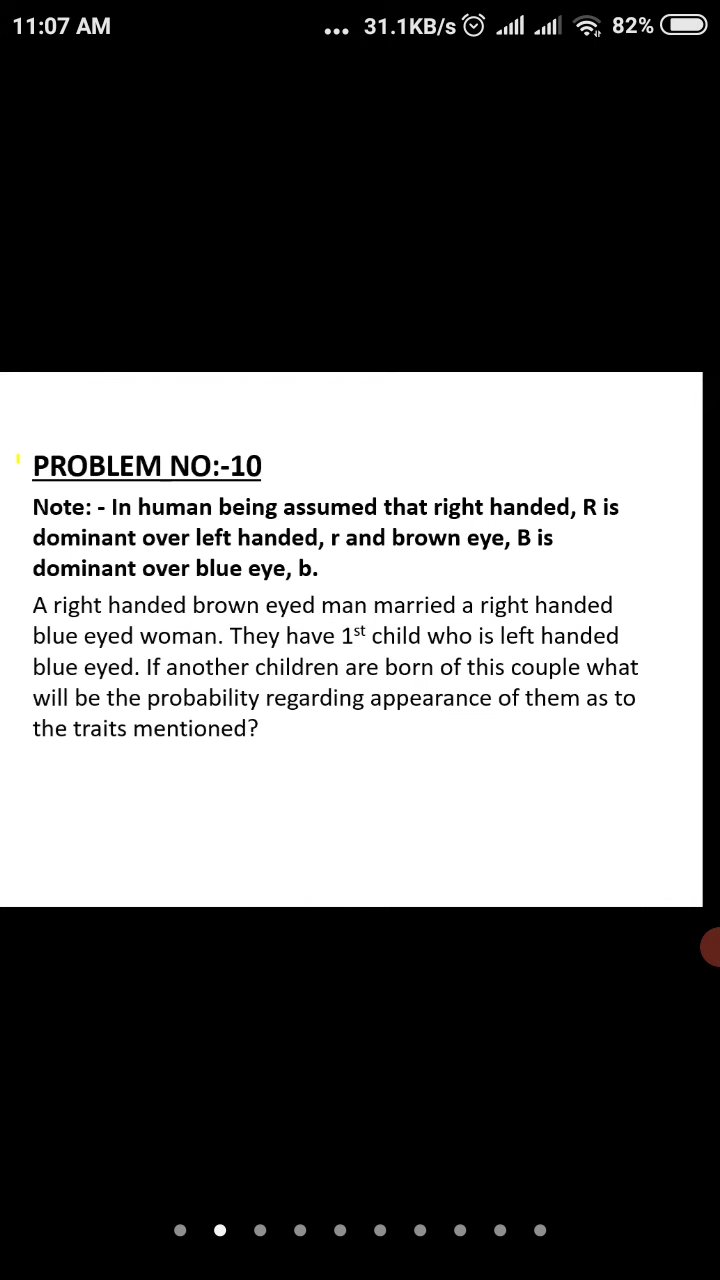 11:07 AM ... 31.1KB/s 82%
PROBLEM NO:-10
Note: - In human being assumed that right handed, R is
dominant over left handed, r and brown eye, B is
dominant over blue eye, b.
A right handed brown eyed man married a right handed
blue eyed woman. They have 1st child who is left handed
blue eyed. If another children are born of this couple what
will be the probability regarding appearance of them as to
the traits mentioned?